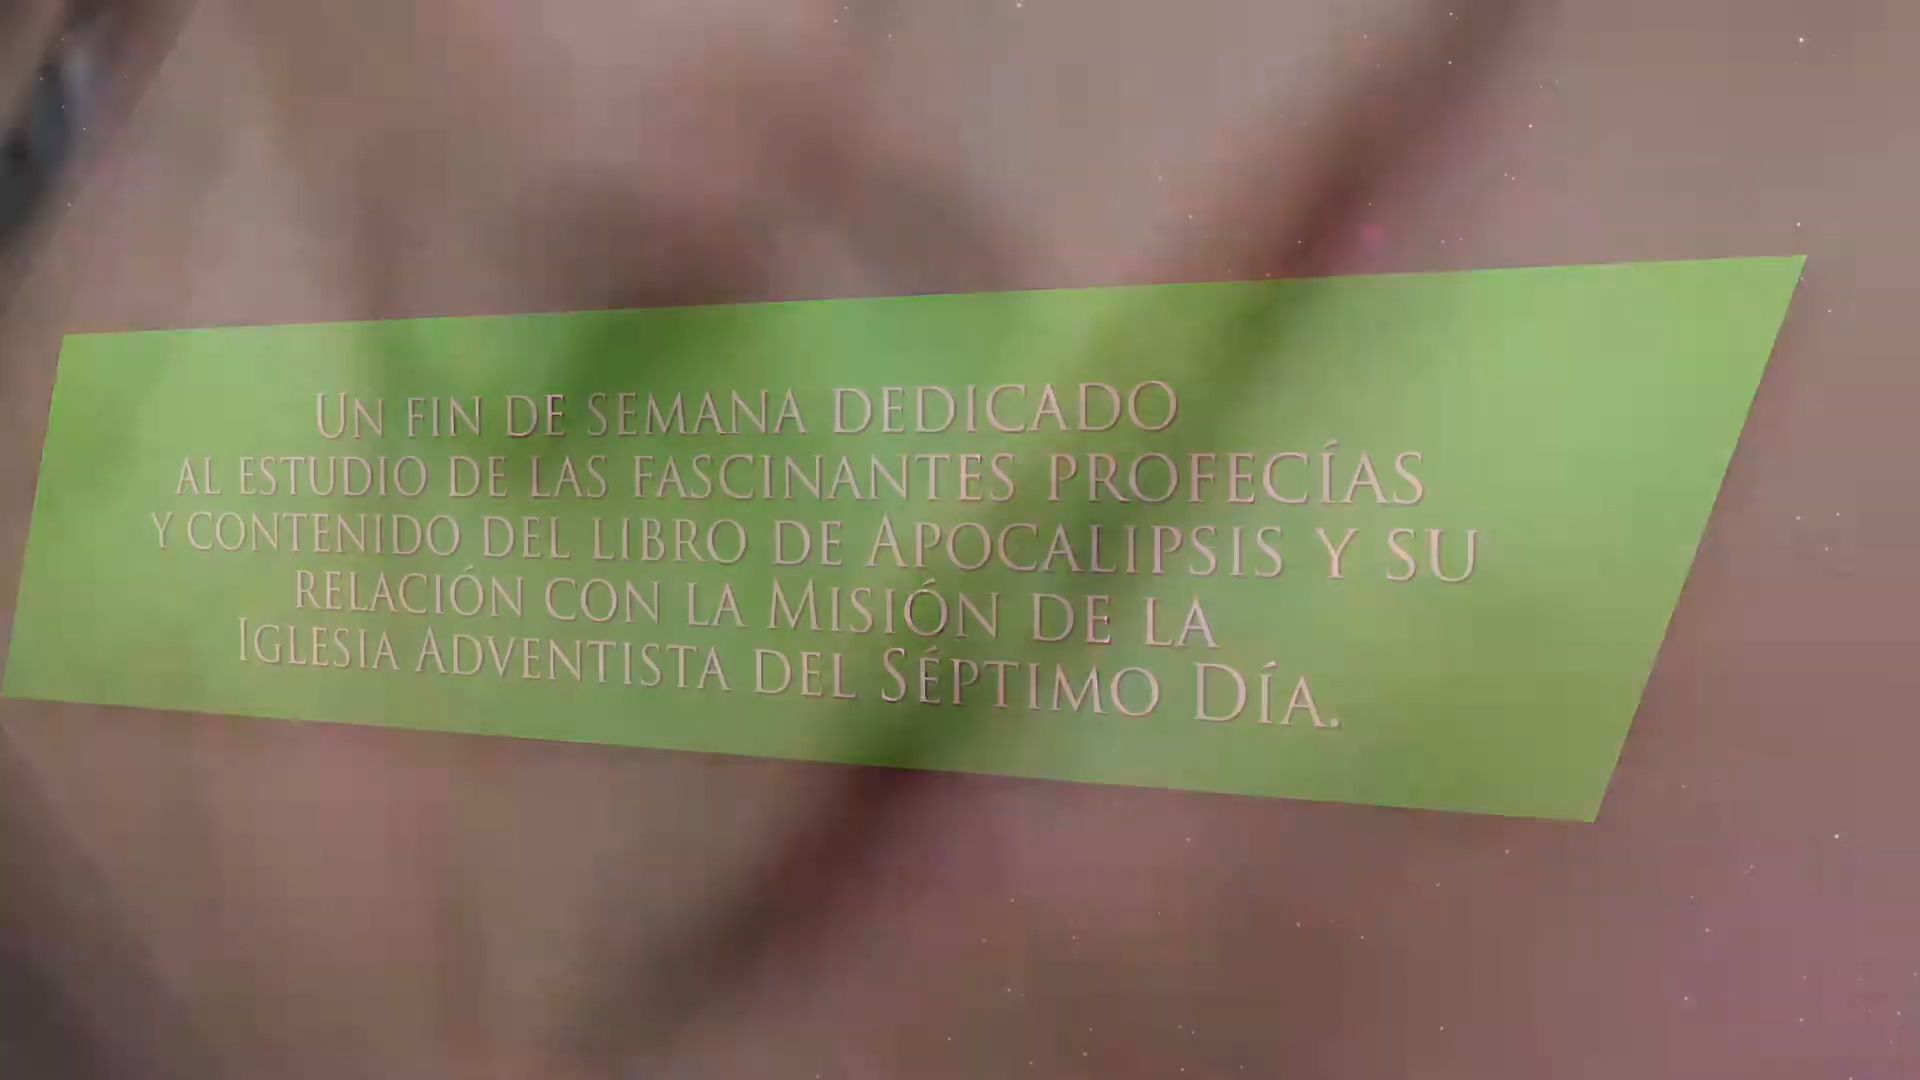 Un fin de semana dedicado
al estudio de las fascinantes profecías
y contenido del libro de Apocalipsis y su
relación con la Misión de la
Iglesia Adventista del Séptimo Día.